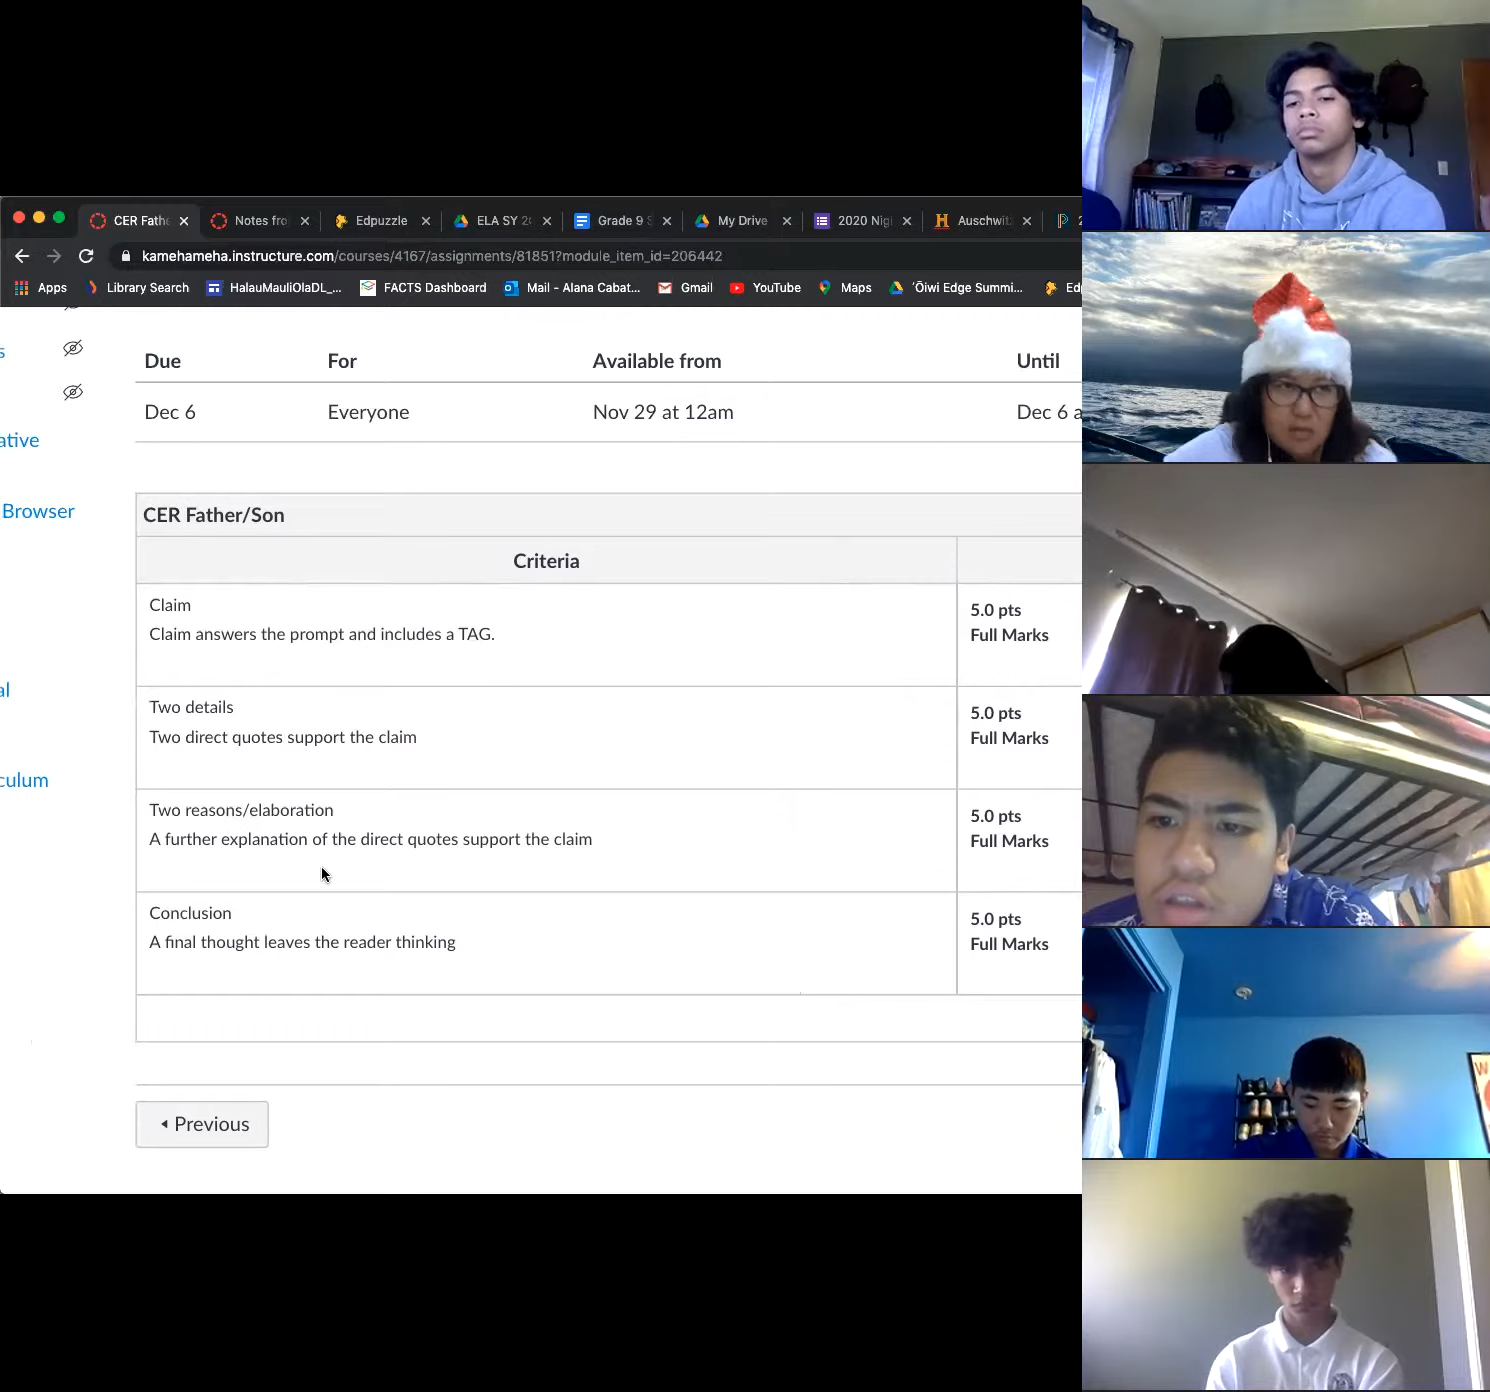 CER Fathe
Notes fro
Edpuzzle
ELA SY 2
Grade 9 S
My Drive
2020 Nig
Auschwitz
2
kamehameha.instructure.com/courses/4167/assignments/81851?module_item_id=206442
Apps
Library Search
HalauMauliOlaDL_...
FACTS Dashboard
Mail - Alana Cabat...
Gmail
YouTube
Maps
ʻŌiwi Edge Summi...
Ed
s
ative
Browser
al
culum
Due For Available from Until
Dec 6 Everyone Nov 29 at 12am Dec 6 a
CER Father/Son
Criteria
Claim
Claim answers the prompt and includes a TAG.
5.0 pts
Full Marks
Two details
Two direct quotes support the claim
5.0 pts
Full Marks
Two reasons/elaboration
A further explanation of the direct quotes support the claim
5.0 pts
Full Marks
Conclusion
A final thought leaves the reader thinking
5.0 pts
Full Marks
Previous
W